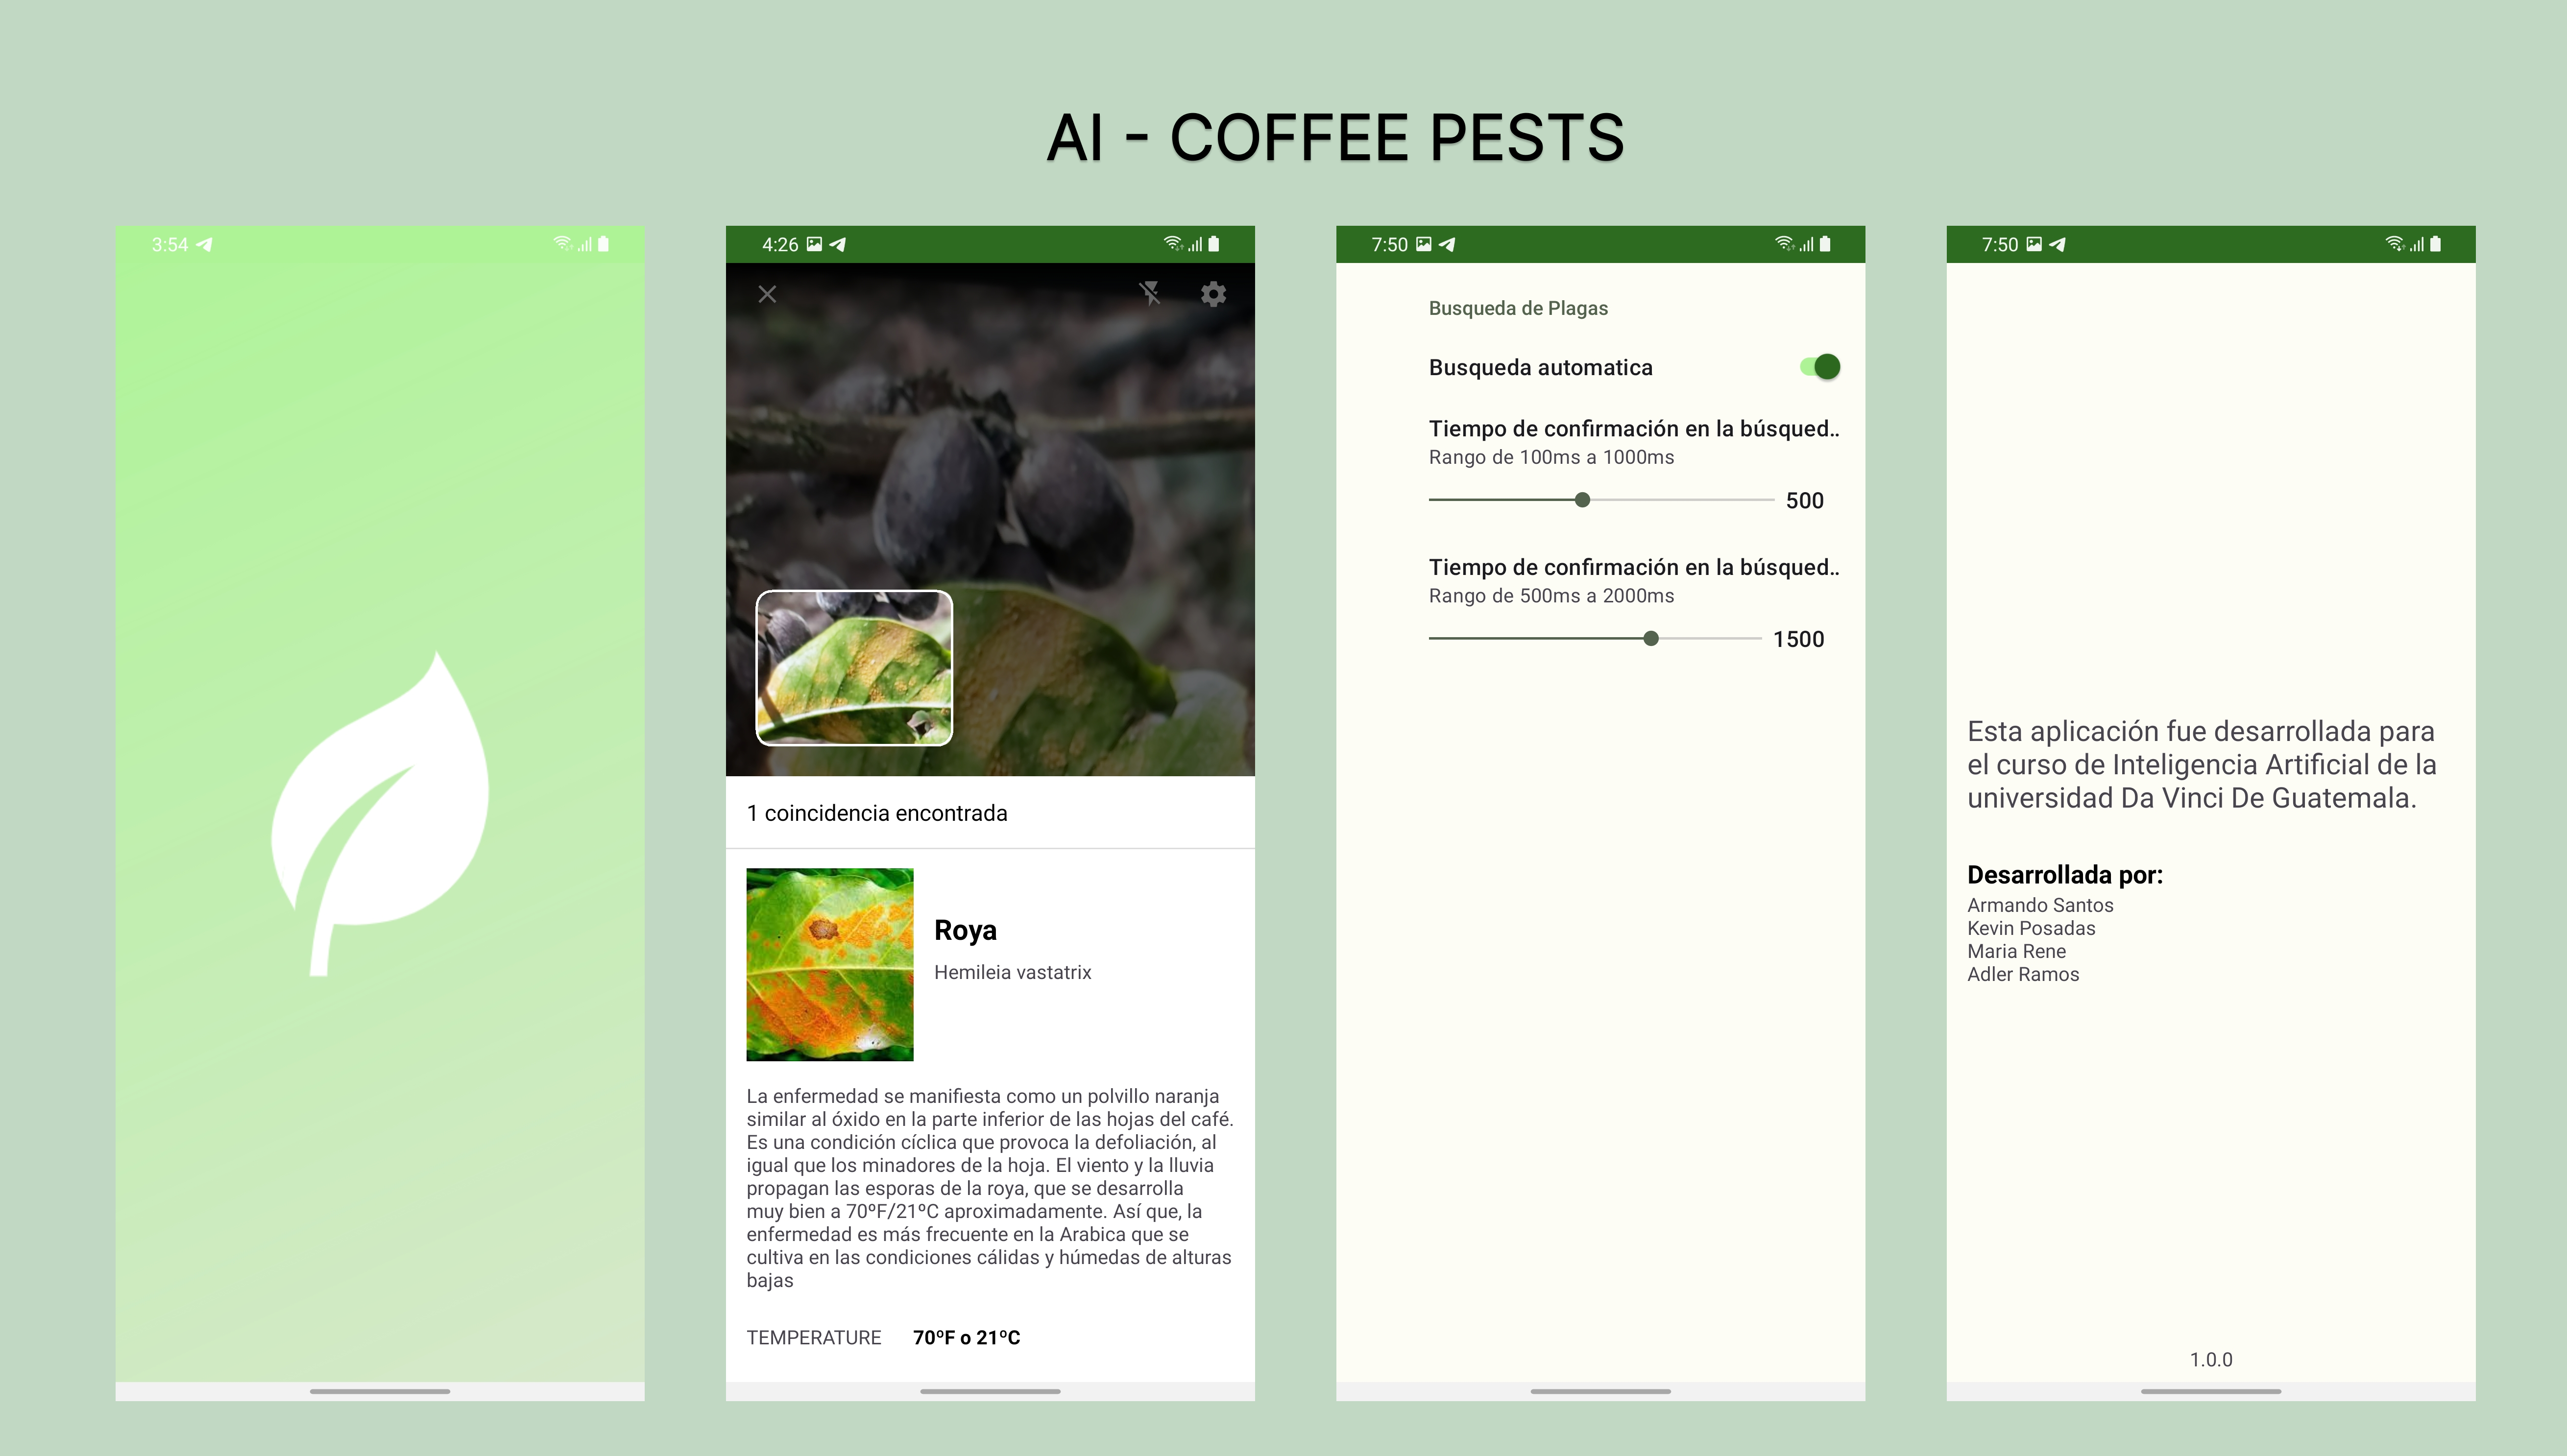 AI - COFFEE PESTS
3:54
4:26
1 coincidencia encontrada
Roya
Hemileia vastatrix
La enfermedad se manifiesta como un polvillo naranja
similar al óxido en la parte inferior de las hojas del café.
Es una condición cíclica que provoca la defoliación, al
igual que los minadores de la hoja. El viento y la lluvia
propagan las esporas de la roya, que se desarrolla
muy bien a 70ºF/21ºC aproximadamente. Así que, la
enfermedad es más frecuente en la Arabica que se
cultiva en las condiciones cálidas y húmedas de alturas
bajas
TEMPERATURE 70ºF o 21ºC
7:50
Busqueda de Plagas
Busqueda automatica
Tiempo de confirmación en la búsqued..
Rango de 100ms a 1000ms
500
Tiempo de confirmación en la búsqued..
Rango de 500ms a 2000ms
1500
7:50
Esta aplicación fue desarrollada para
el curso de Inteligencia Artificial de la
universidad Da Vinci De Guatemala.
Desarrollada por:
Armando Santos
Kevin Posadas
Maria Rene
Adler Ramos
1.0.0